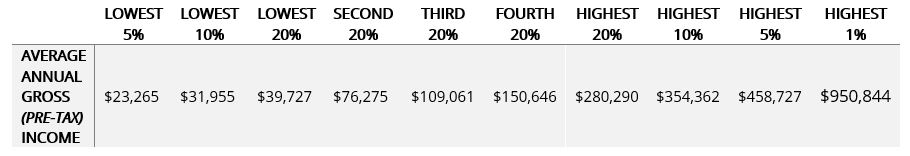 LOWEST LOWEST LOWEST SECOND THIRD FOURTH HIGHEST HIGHEST HIGHEST HIGHEST
5% 10% 20% 20% 20% 20% 20% 10% 5% 1%
AVERAGE
ANNUAL
GROSS $23,265 $31,955 $39,727 $76,275 $109,061 $150,646 $280,290 $354,362 $458,727 $950,844
(PRE-TAX)
INCOME